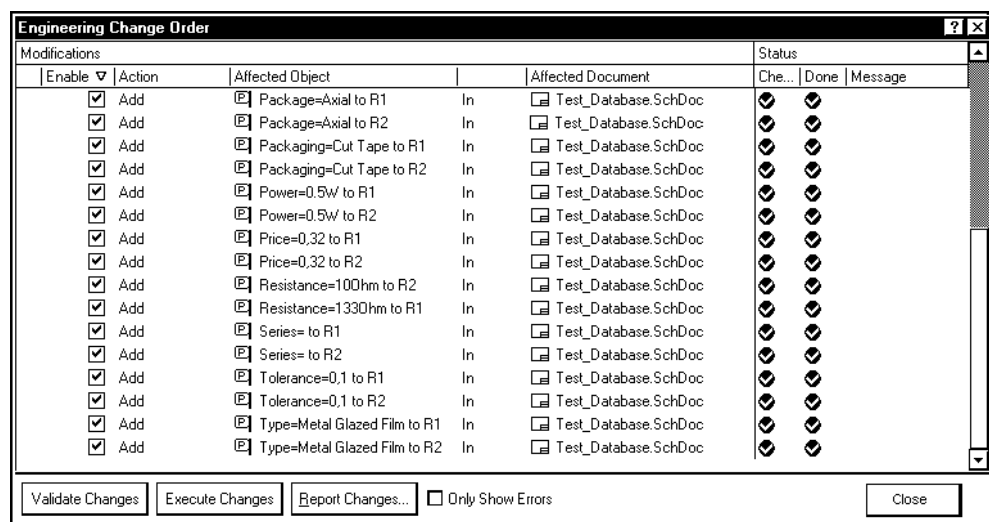 Engineering Change Order
Modifications Status
Enable Action Affected Object Affected Document Che... Done Message
Add Package=Axial to R1 In Test_Database.SchDoc
Add Package=Axial to R2 In Test_Database.SchDoc
Add Packaging=Cut Tape to R1 In Test_Database.SchDoc
Add Packaging=Cut Tape to R2 In Test_Database.SchDoc
Add Power=0.5W to R1 In Test_Database.SchDoc
Add Power=0.5W to R2 In Test_Database.SchDoc
Add Price=0,32 to R1 In Test_Database.SchDoc
Add Price=0,32 to R2 In Test_Database.SchDoc
Add Resistance=10Ohm to R2 In Test_Database.SchDoc
Add Resistance=133Ohm to R1 In Test_Database.SchDoc
Add Series= to R1 In Test_Database.SchDoc
Add Series= to R2 In Test_Database.SchDoc
Add Tolerance=0,1 to R1 In Test_Database.SchDoc
Add Tolerance=0,1 to R2 In Test_Database.SchDoc
Add Type=Metal Glazed Film to R1 In Test_Database.SchDoc
Add Type=Metal Glazed Film to R2 In Test_Database.SchDoc
Validate Changes Execute Changes Report Changes... Only Show Errors Close